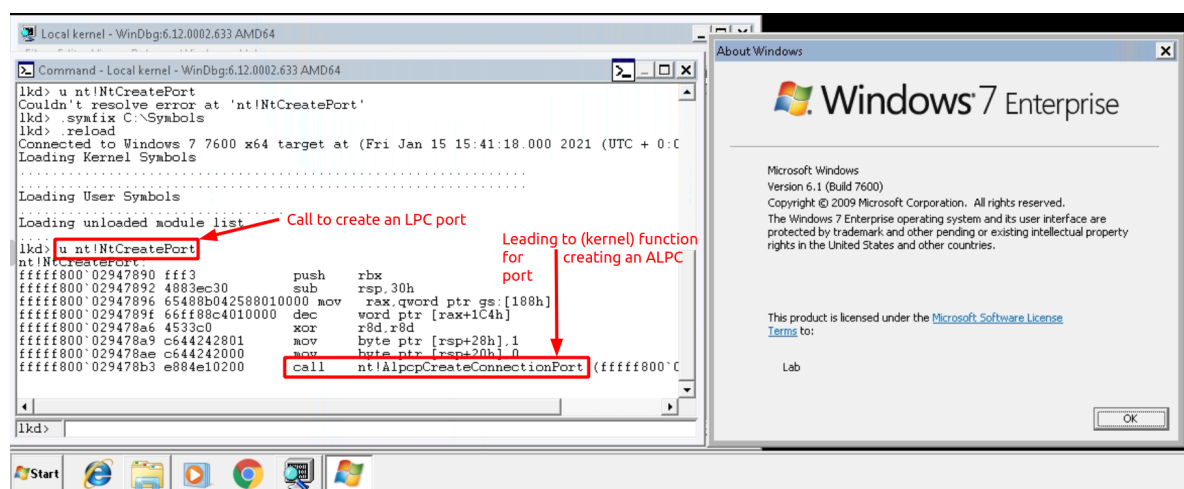 Local kernel - WinDbg:6.12.0002.633 AMD64
Command - Local kernel - WinDbg:6.12.0002.633 AMD64
lkd> u nt!NtCreatePort
Couldn't resolve error at 'nt!NtCreatePort'
lkd> .symfix C:\Symbols
lkd> .reload
Connected to Windows 7 7600 x64 target at (Fri Jan 15 15:41:18.000 2021 (UTC + 0:0
Loading Kernel Symbols
...............................................................
................................................................
Loading User Symbols
.................................
Loading unloaded module list
....
Call to create an LPC port
lkd> u nt!NtCreatePort
nt!NtCreatePort:
fffff800`02947890 fff3 push rbx
fffff800`02947892 4883ec30 sub rsp,30h
fffff800`02947896 65488b042588010000 mov rax,qword ptr gs:[188h]
fffff800`0294789f 66ff88c4010000 dec word ptr [rax+1C4h]
fffff800`029478a6 4533c0 xor r8d,r8d
fffff800`029478a9 c644242801 mov byte ptr [rsp+28h],1
fffff800`029478ae c644242000 mov byte ptr [rsp+20h],0
fffff800`029478b3 e884e10200 call nt!AlpcpCreateConnectionPort (fffff800`0
Leading to (kernel) function
for creating an ALPC
port
lkd>
About Windows
Windows 7 Enterprise
Microsoft Windows
Version 6.1 (Build 7600)
Copyright © 2009 Microsoft Corporation. All rights reserved.
The Windows 7 Enterprise operating system and its user interface are
protected by trademark and other pending or existing intellectual property
rights in the United States and other countries.
This product is licensed under the Microsoft Software License
Terms to:
Lab
OK
Start